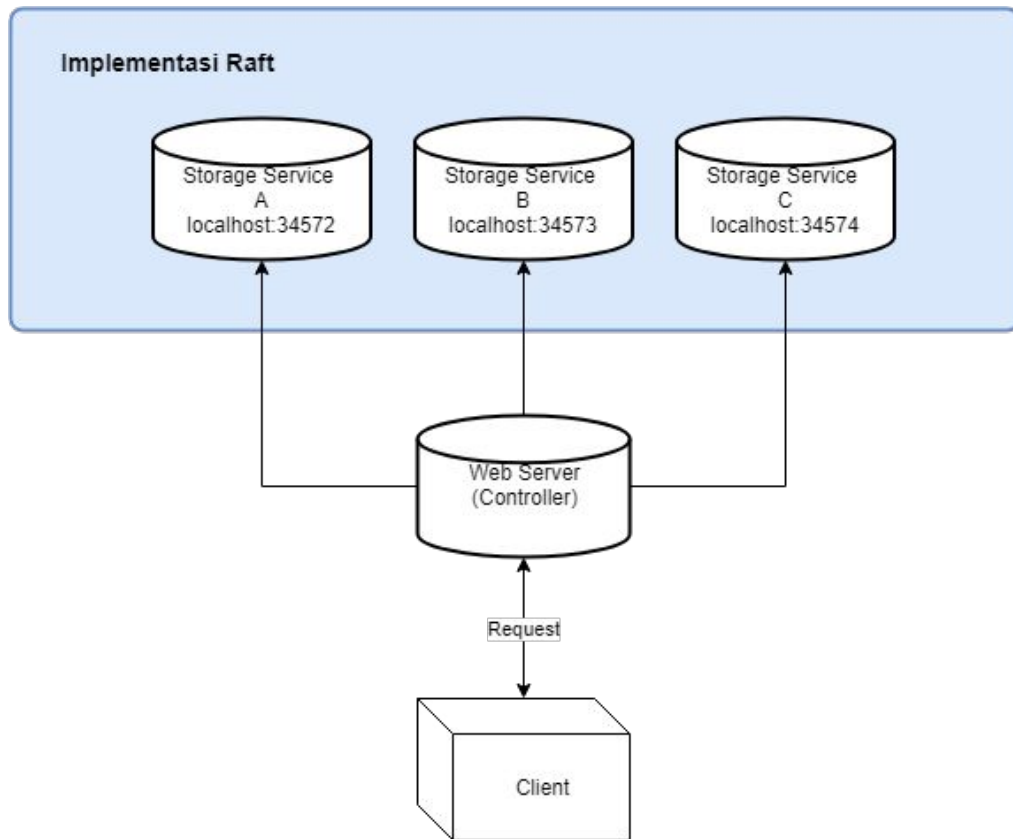 Implementasi Raft
Storage Service
A
localhost:34572
Storage Service
B
localhost:34573
Storage Service
C
localhost:34574
Web Server
(Controller)
Request
Client